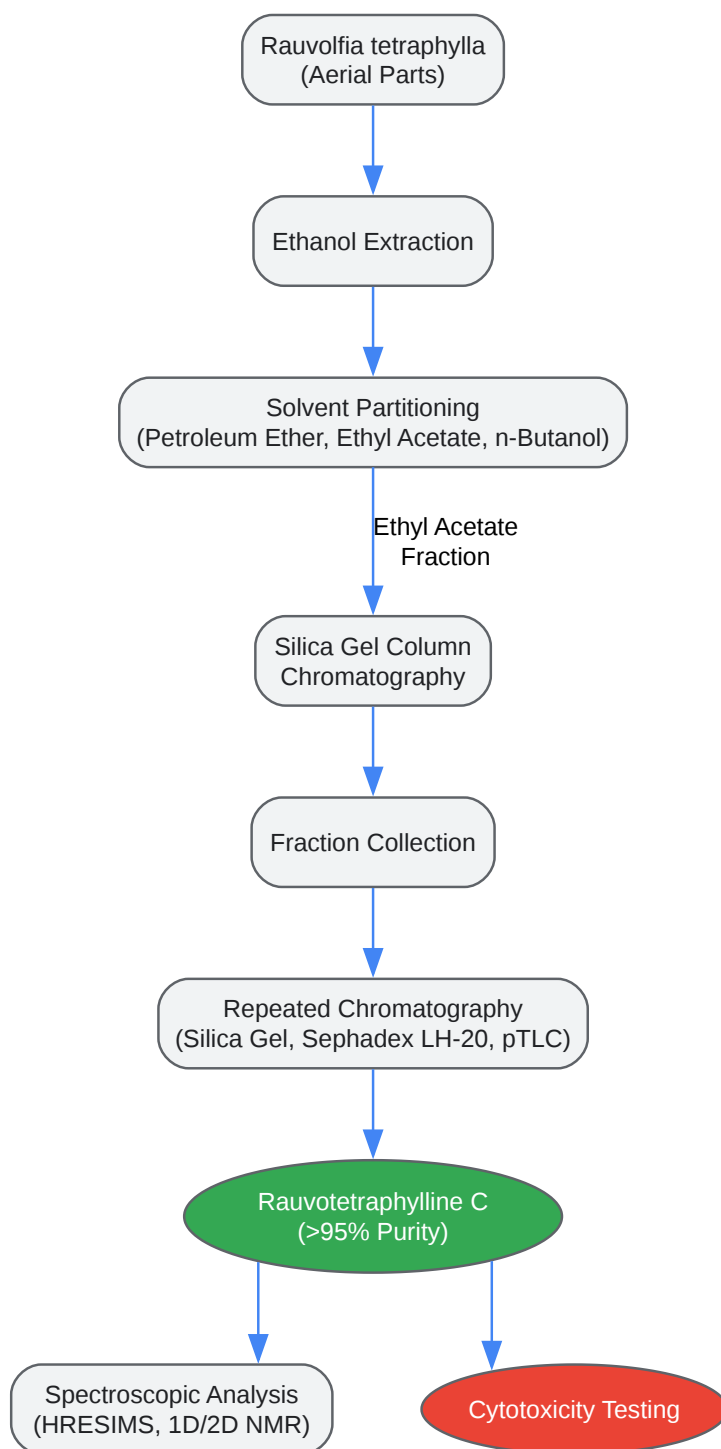 Rauvolfia tetraphylla
(Aerial Parts)
Ethanol Extraction
Solvent Partitioning
(Petroleum Ether, Ethyl Acetate, n-Butanol)
Ethyl Acetate
Fraction
Silica Gel Column
Chromatography
Fraction Collection
Repeated Chromatography
(Silica Gel, Sephadex LH-20, pTLC)
Rauvotetraphylline C
(>95% Purity)
Spectroscopic Analysis
(HRESIMS, 1D/2D NMR)
Cytotoxicity Testing